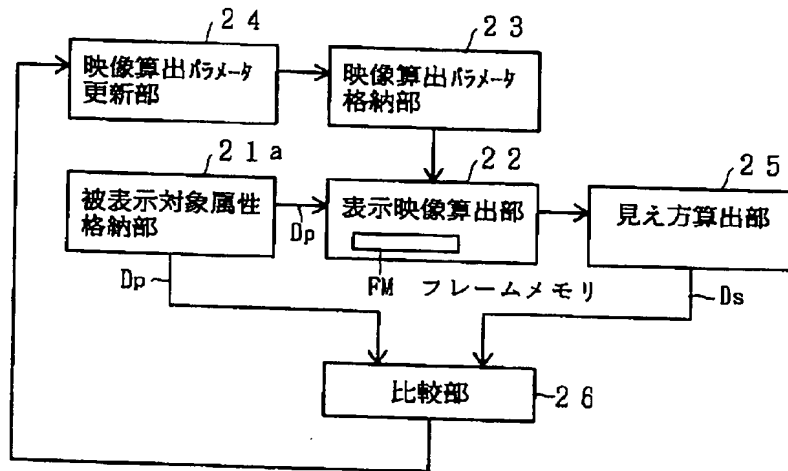 24
映像算出パラメータ
更新部
23
映像算出パラメータ
格納部
21a
被表示対象属性
格納部
Dp
22
表示映像算出部
FM フレームメモリ
25
見え方算出部
Dp
Ds
比較部
26